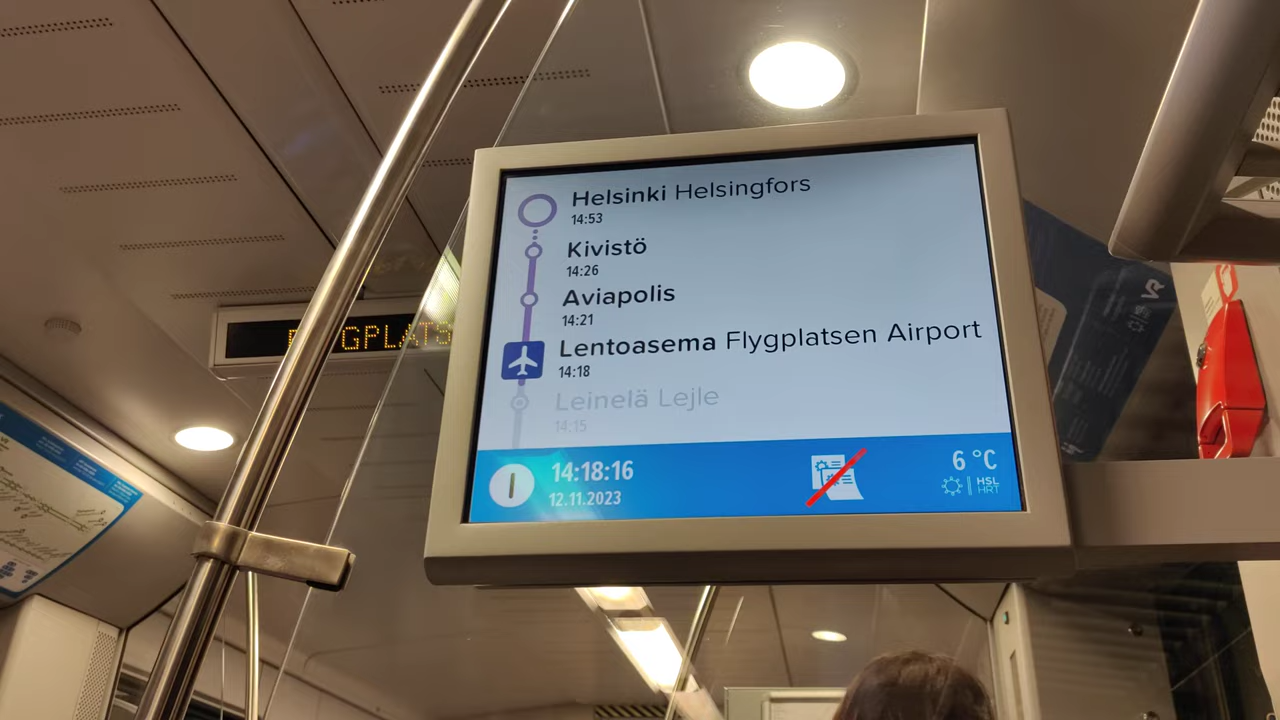 Helsinki Helsingfors
14:53
Kivistö
14:26
Aviapolis
14:21
Lentoasema Flygplatsen Airport
14:18
Leinelä Lejle
14:15
14:18:16
12.11.2023
6 °C
HSL
HRT
I
GPLATS
VR